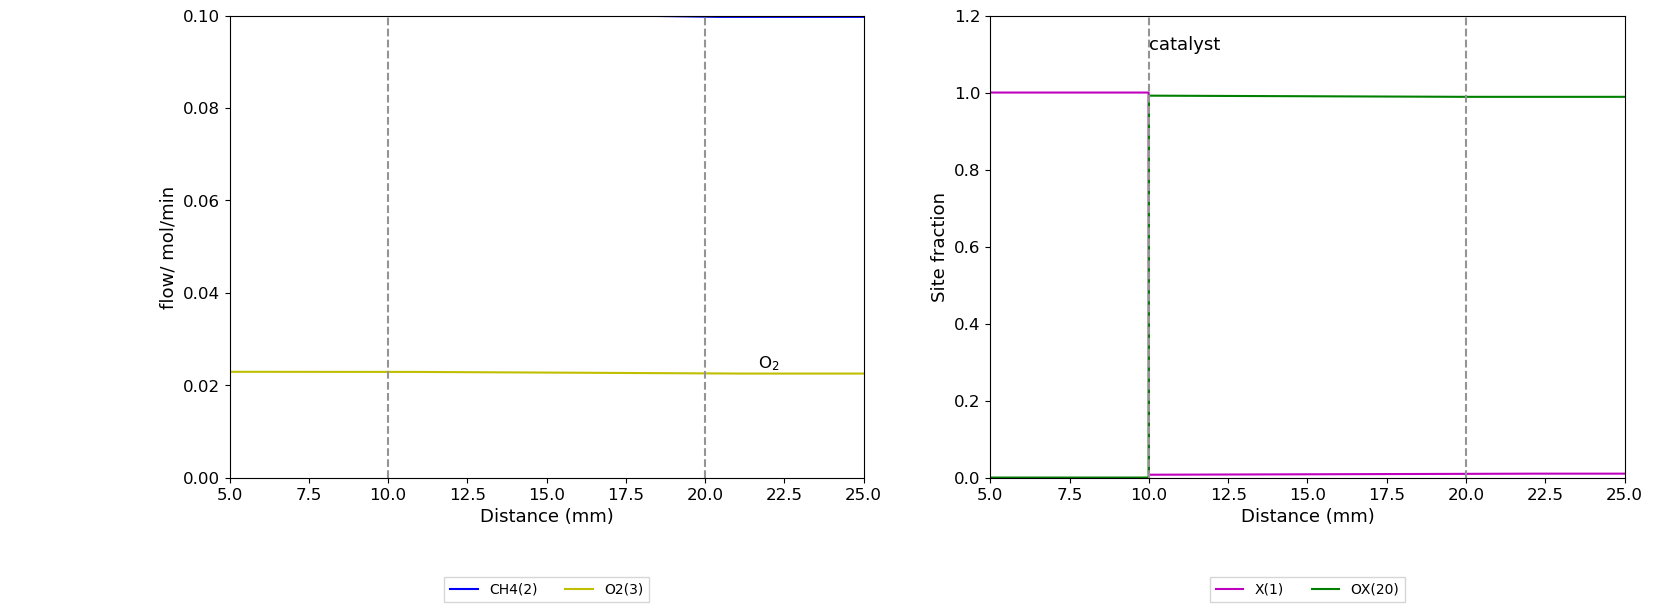 0.10
0.08
0.06
0.04
0.02
0.00
flow/ mol/min
O2
5.0 7.5 10.0 12.5 15.0 17.5 20.0 22.5 25.0
Distance (mm)
CH4(2) O2(3)
1.2
1.0
0.8
0.6
0.4
0.2
0.0
Site fraction
catalyst
5.0 7.5 10.0 12.5 15.0 17.5 20.0 22.5 25.0
Distance (mm)
X(1) OX(20)